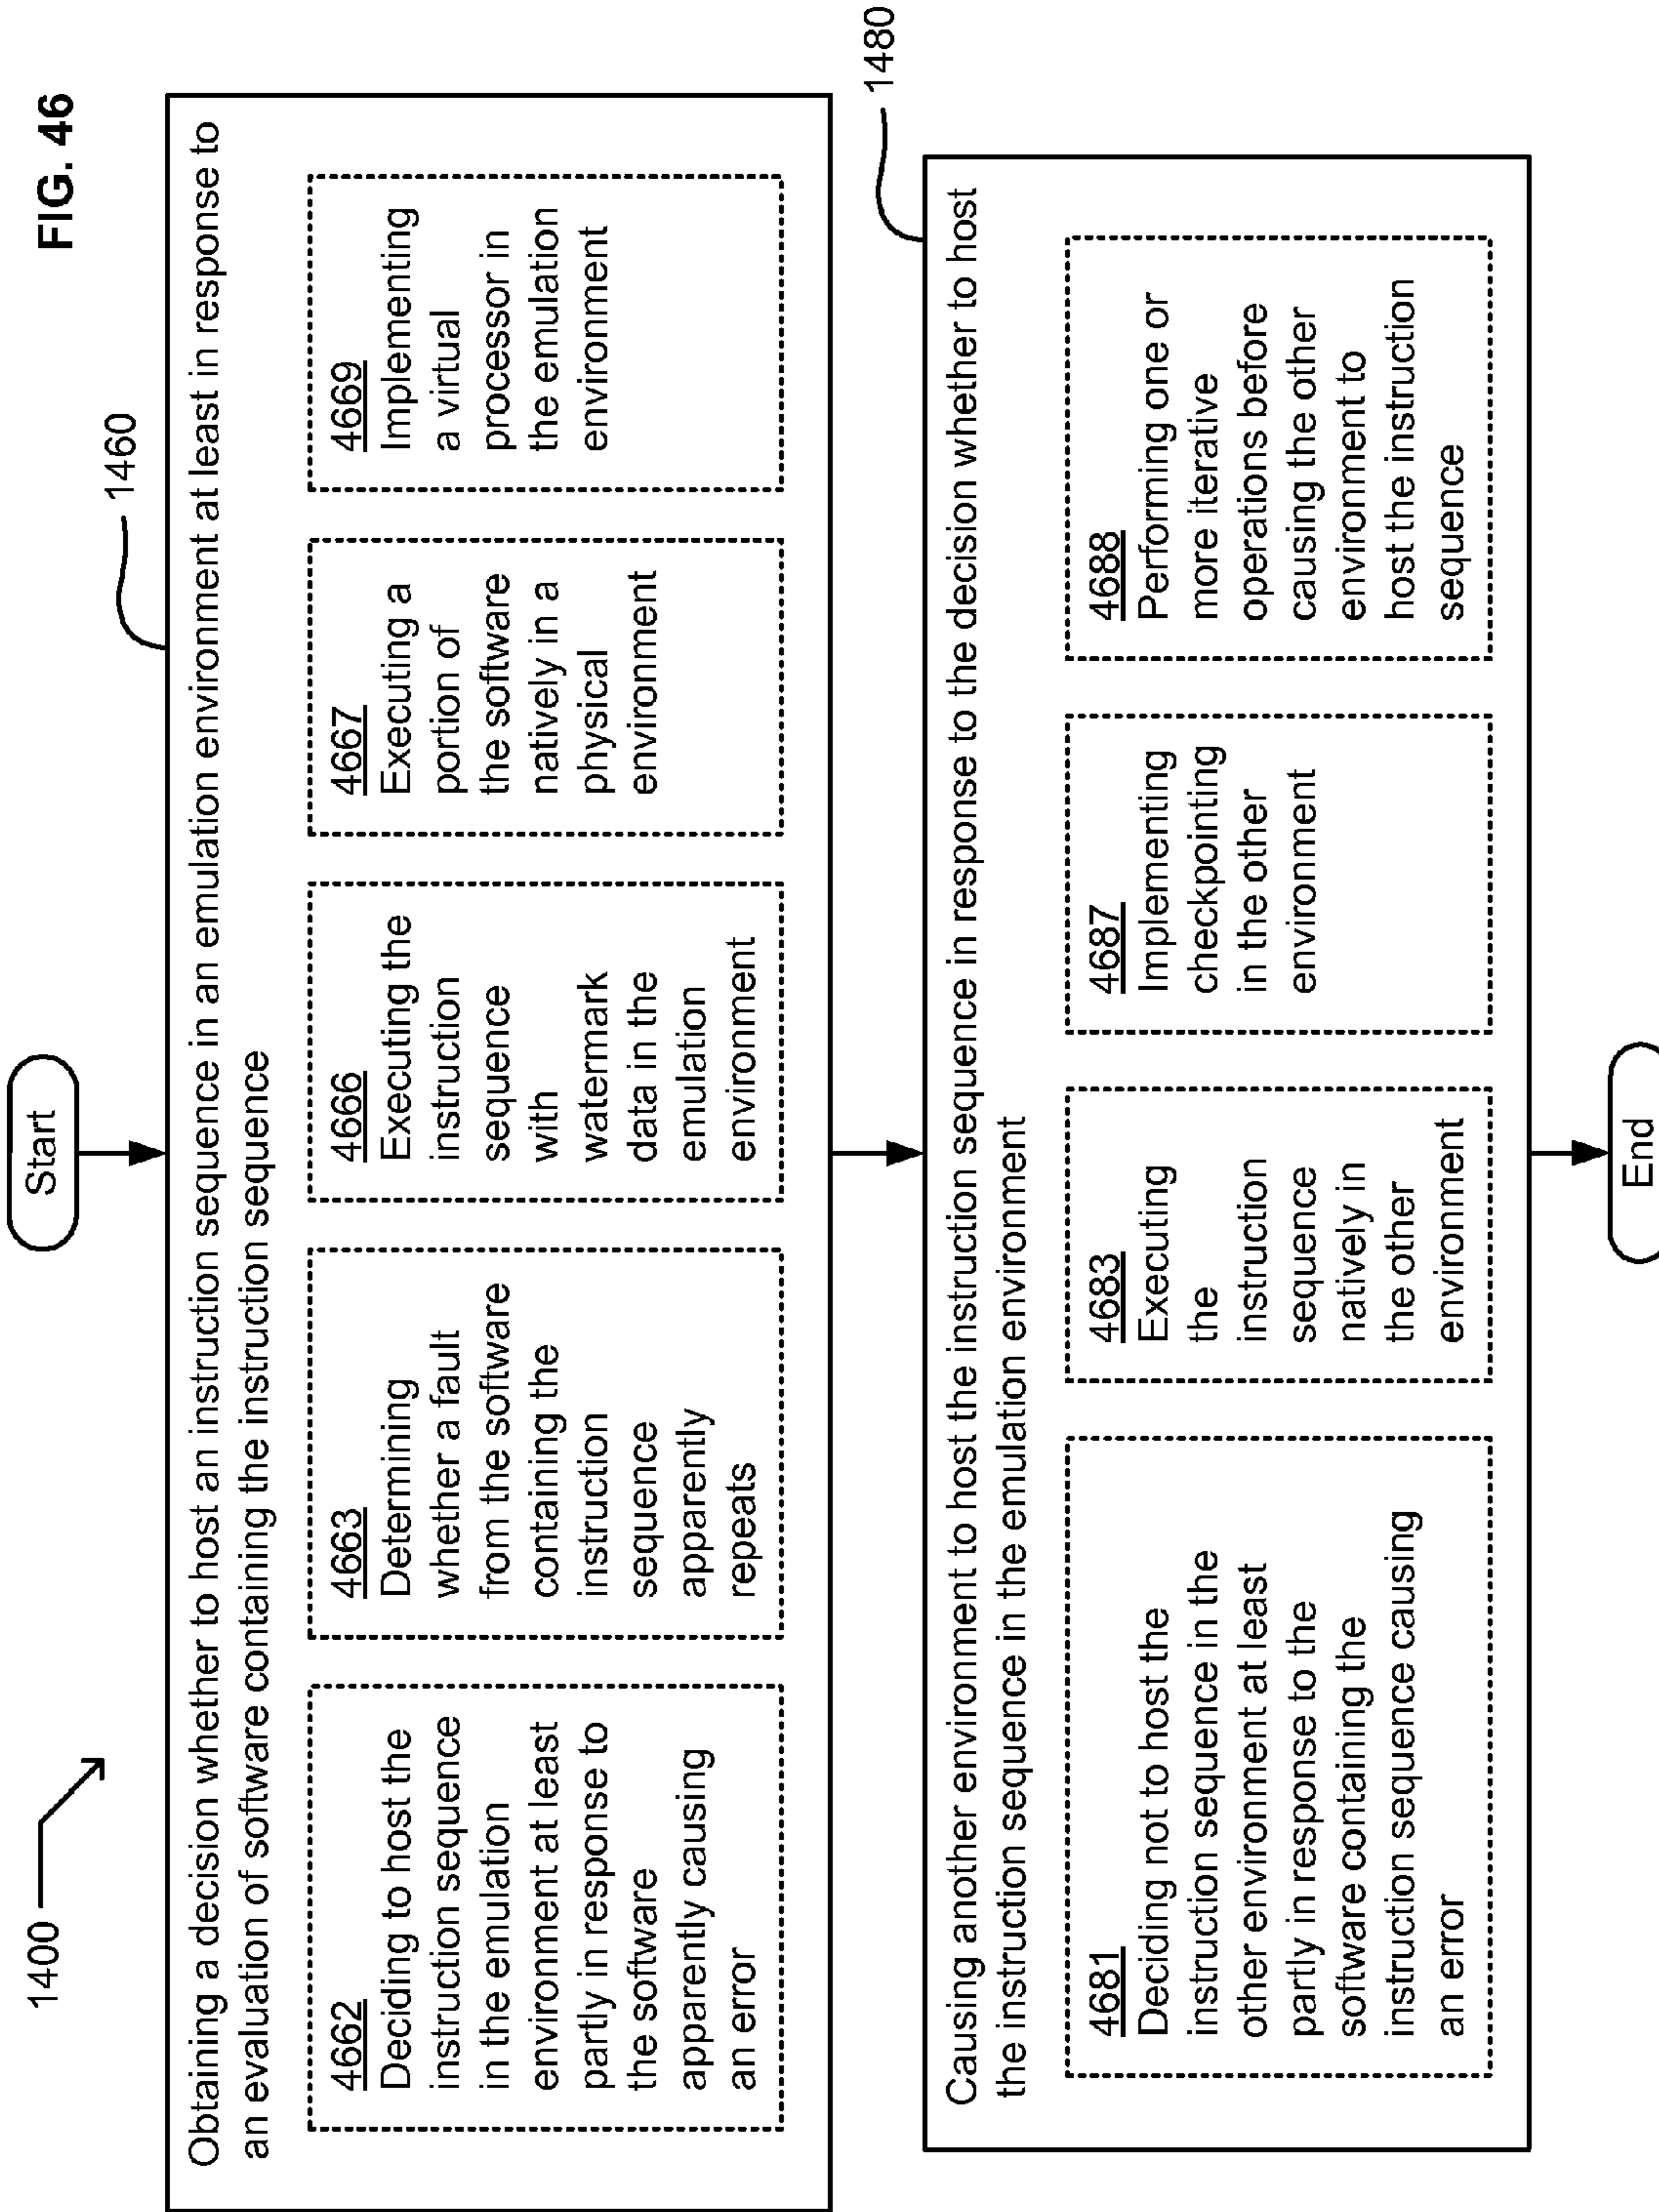 FIG. 46
1400
Start
1460
Obtaining a decision whether to host an instruction sequence in an emulation environment at least in response to
an evaluation of software containing the instruction sequence
4662
Deciding to host the
instruction sequence
in the emulation
environment at least
partly in response to
the software
apparently causing
an error
4663
Determining
whether a fault
from the software
containing the
instruction
sequence
apparently
repeats
4666
Executing the
instruction
sequence
with
watermark
data in the
emulation
environment
4667
Executing a
portion of
the software
natively in a
physical
environment
4669
Implementing
a virtual
processor in
the emulation
environment
1480
Causing another environment to host the instruction sequence in response to the decision whether to host
the instruction sequence in the emulation environment
4681
Deciding not to host the
instruction sequence in the
other environment at least
partly in response to the
software containing the
instruction sequence causing
an error
4683
Executing
the
instruction
sequence
natively in
the other
environment
4687
Implementing
checkpointing
in the other
environment
4688
Performing one or
more iterative
operations before
causing the other
environment to
host the instruction
sequence
End